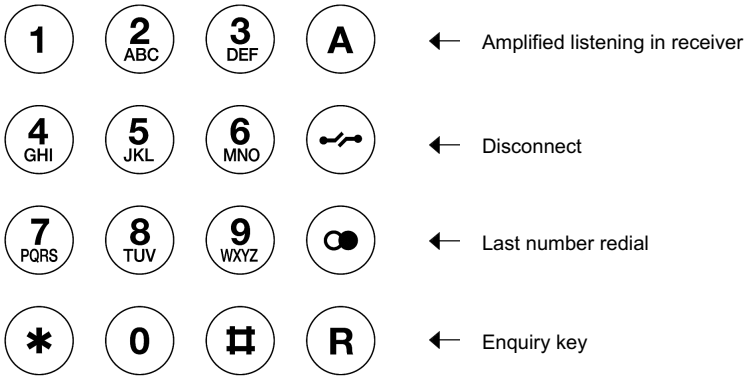 1 2 3 A Amplified listening in receiver
ABC DEF
4 5 6 Disconnect
GHI JKL MNO
7 8 9 Last number redial
PQRS TUV WXYZ
* 0 # R Enquiry key